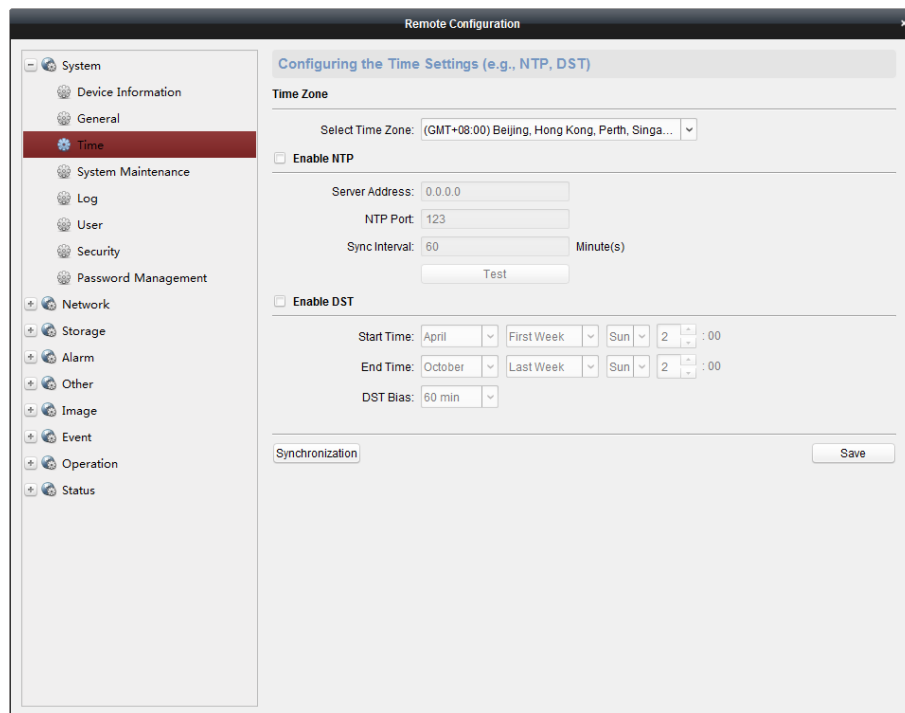 Remote Configuration
×
System
Device Information
General
Time
System Maintenance
Log
User
Security
Password Management
Network
Storage
Alarm
Other
Image
Event
Operation
Status
Configuring the Time Settings (e.g., NTP, DST)
Time Zone
Select Time Zone: (GMT+08:00) Beijing, Hong Kong, Perth, Singa...
Enable NTP
Server Address: 0.0.0.0
NTP Port: 123
Sync Interval: 60 Minute(s)
Test
Enable DST
Start Time: April First Week Sun 2 : 00
End Time: October Last Week Sun 2 : 00
DST Bias: 60 min
Synchronization Save